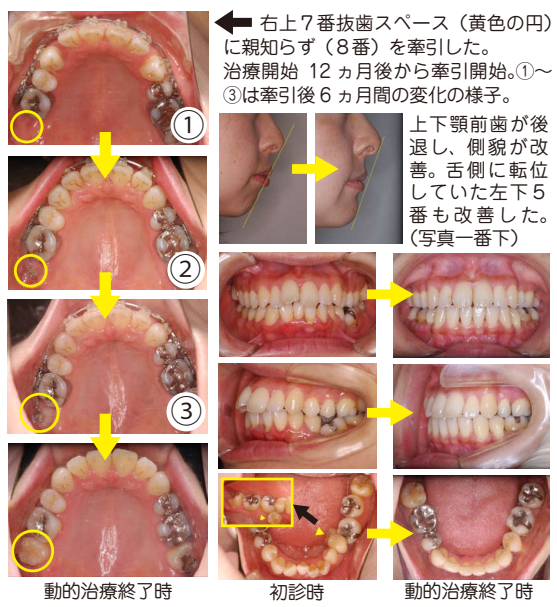 右上7番抜歯スペース（黄色の円）
に親知らず（8番）を牽引した。
治療開始 12 ヵ月後から牽引開始。①～
③は牽引後6ヵ月間の変化の様子。
①
②
③
上下顎前歯が後
退し、側貌が改
善。舌側に転位
していた左下5
番も改善した。
(写真一番下)
動的治療終了時
初診時
動的治療終了時